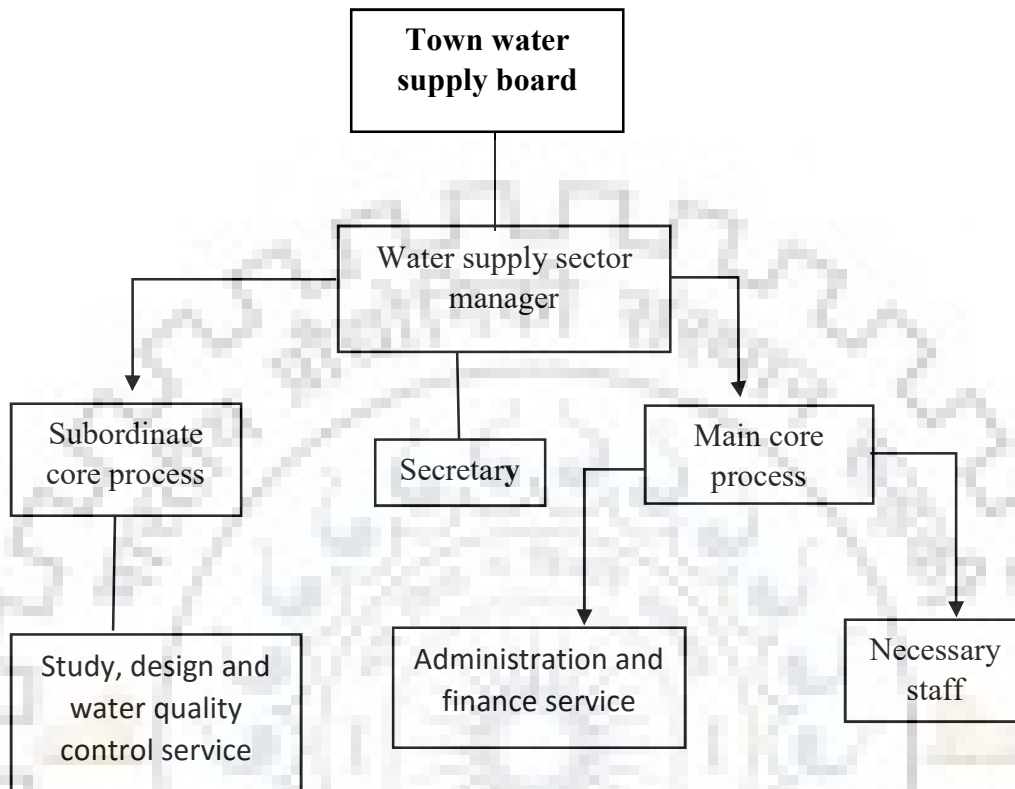 Town water
supply board
Water supply sector
manager
Subordinate
core process
Secretary
Main core
process
Study, design and
water quality
control service
Administration and
finance service
Necessary
staff